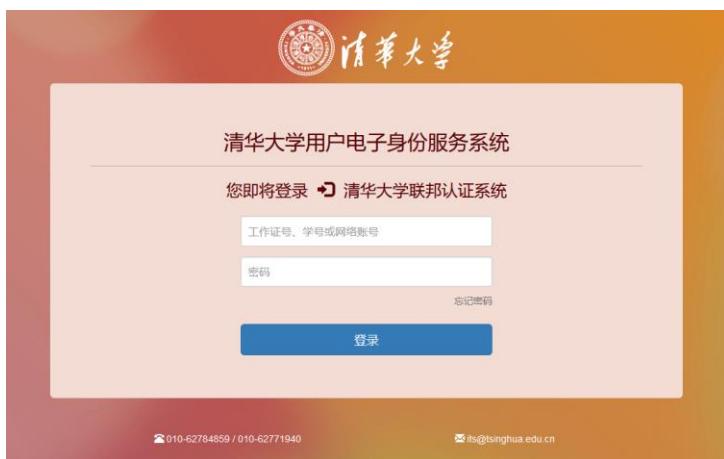 清华大学
清华大学用户电子身份服务系统
您即将登录 清华大学联邦认证系统
工作证号、学号或网络账号
密码
忘记密码
登录
010-62784859 / 010-62771940
its@tsinghua.edu.cn